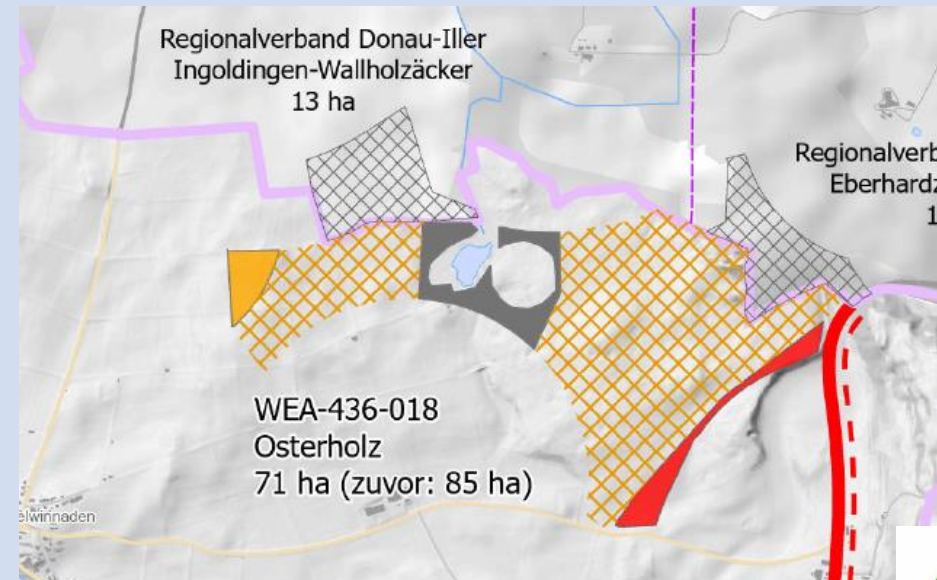 Regionalverband Donau-Iller
Ingoldingen-Wallholzäcker
13 ha
Regionalverb
Eberhardz
1
WEA-436-018
Osterholz
71 ha (zuvor: 85 ha)
elwinnaden